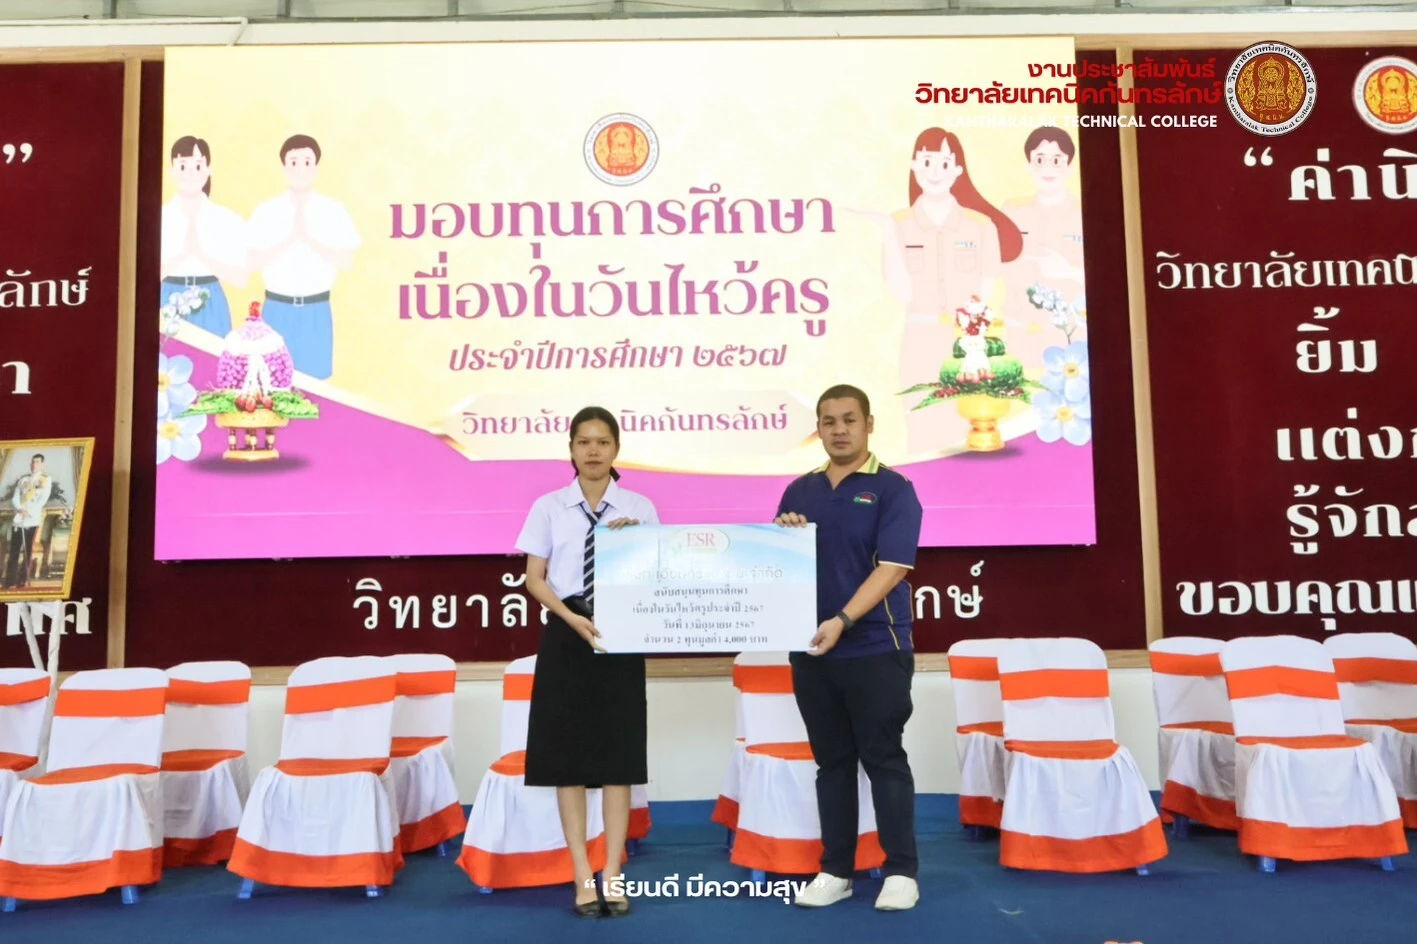 งานประชาสัมพันธ์
วิทยาลัยเทคนิคกันทรลักษ์
KANTHARALAK TECHNICAL COLLEGE
มอบทุนการศึกษา
เนื่องในวันไหว้ครู
ประจำปีการศึกษา ๒๕๖๗
วิทยาลัย นิคกันทรลักษ์
”
ลักษ์
“ ค่านิ
วิทยาลัยเทค
ยิ้ม
แต่ง
รู้จัก
ขอบคุณ
วิทยาลั กษ์
ESR
สนับสนุนทุนการศึกษา
เนื่องในวันไหว้ครูประจำปี 2567
วันที่ 13มิถุนายน 2567
จำนวน 2 ทุนมูลค่า 4,000 บาท
“ เรียนดี มีความสุข ”